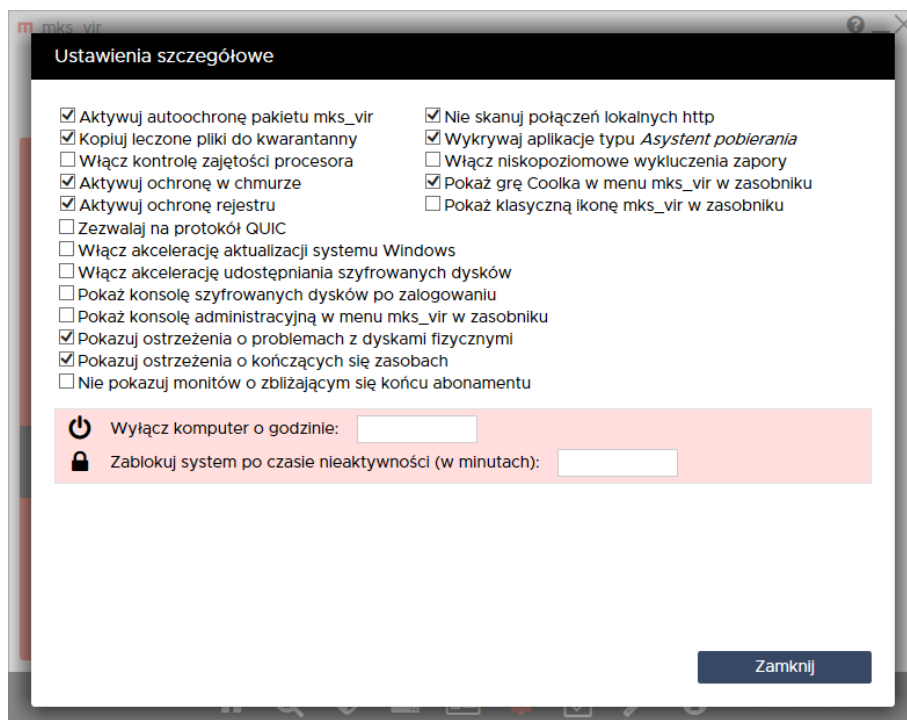 mks_vir
Ustawienia szczegółowe
Aktywuj autoochronę pakietu mks_vir
Nie skanuj połączeń lokalnych http
Kopiuj leczone pliki do kwarantanny
Wykrywaj aplikacje typu Asystent pobierania
Włącz kontrolę zajętości procesora
Włącz niskopoziomowe wykluczenia zapory
Aktywuj ochronę w chmurze
Pokaż grę Coolka w menu mks_vir w zasobniku
Aktywuj ochronę rejestru
Pokaż klasyczną ikonę mks_vir w zasobniku
Zezwalaj na protokół QUIC
Włącz akcelerację aktualizacji systemu Windows
Włącz akcelerację udostępniania szyfrowanych dysków
Pokaż konsolę szyfrowanych dysków po zalogowaniu
Pokaż konsolę administracyjną w menu mks_vir w zasobniku
Pokazuj ostrzeżenia o problemach z dyskami fizycznymi
Pokazuj ostrzeżenia o kończących się zasobach
Nie pokazuj monitów o zbliżającym się końcu abonamentu
Wyłącz komputer o godzinie:
Zablokuj system po czasie nieaktywności (w minutach):
Zamknij